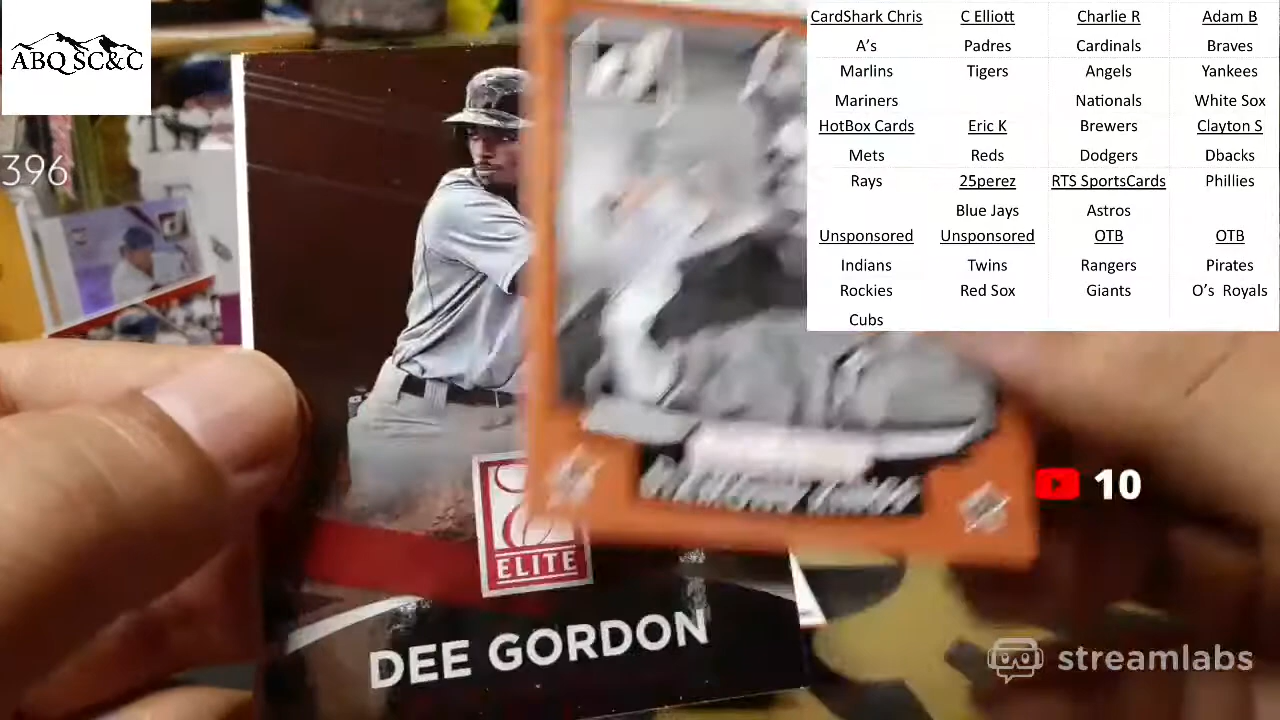 ABQ SC&C
396
CardShark Chris
A's
Marlins
Mariners
HotBox Cards
Mets
Rays
Unsponsored
Indians
Rockies
Cubs
C Elliott
Padres
Tigers
Eric K
Reds
25perez
Blue Jays
Unsponsored
Twins
Red Sox
Charlie R
Cardinals
Angels
Nationals
Brewers
Dodgers
RTS SportsCards
Astros
OTB
Rangers
Giants
Adam B
Braves
Yankees
White Sox
Clayton S
Dbacks
Phillies
OTB
Pirates
O's Royals
E
ELITE
DEE GORDON
10
streamlabs